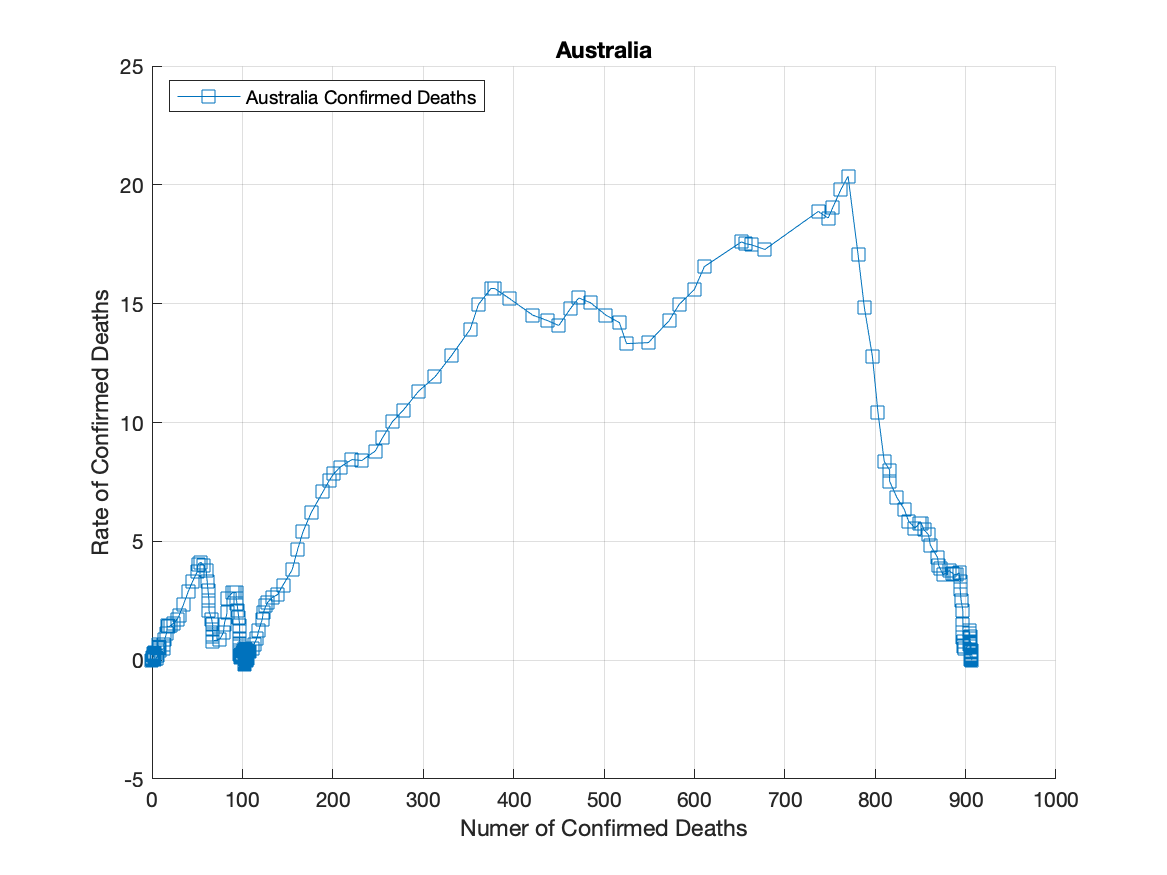 Australia
Australia Confirmed Deaths
25
20
15
10
5
0
-5
Rate of Confirmed Deaths
0 100 200 300 400 500 600 700 800 900 1000
Numer of Confirmed Deaths